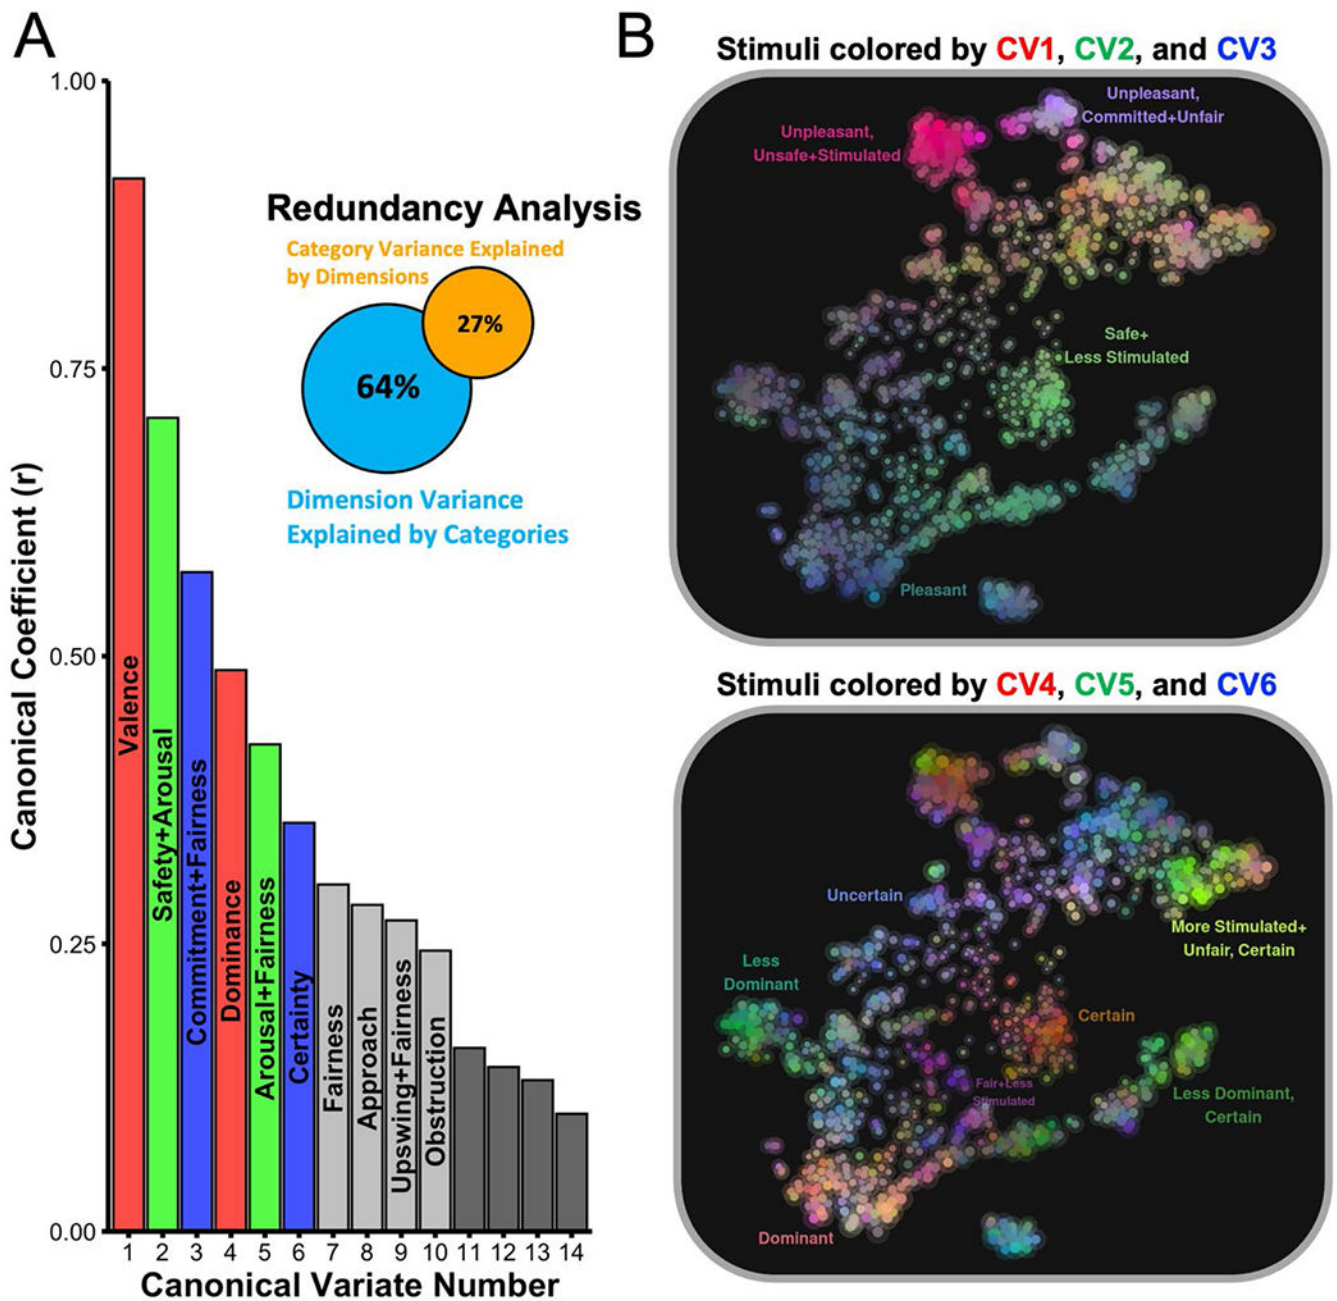 A
1.00
0.75
0.50
0.25
0.00
Canonical Coefficient (r)
Valence
Safety+Arousal
Commitment+Fairness
Dominance
Arousal+Fairness
Certainty
Fairness
Approach
Upswing+Fairness
Obstruction
1 2 3 4 5 6 7 8 9 10 11 12 13 14
Canonical Variate Number
Redundancy Analysis
Category Variance Explained
by Dimensions
27%
64%
Dimension Variance
Explained by Categories
B
Stimuli colored by CV1, CV2, and CV3
Unpleasant,
Committed+Unfair
Unpleasant,
Unsafe+Stimulated
Safe+
Less Stimulated
Pleasant
Stimuli colored by CV4, CV5, and CV6
Uncertain
More Stimulated+
Unfair, Certain
Less
Dominant
Certain
Fair+Less
Stimulated
Less Dominant,
Certain
Dominant